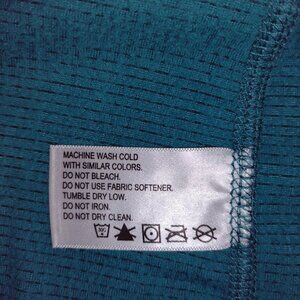 MACHINE WASH COLD
WITH SIMILAR COLORS.
DO NOT BLEACH.
DO NOT USE FABRIC SOFTENER.
TUMBLE DRY LOW.
DO NOT IRON.
DO NOT DRY CLEAN.